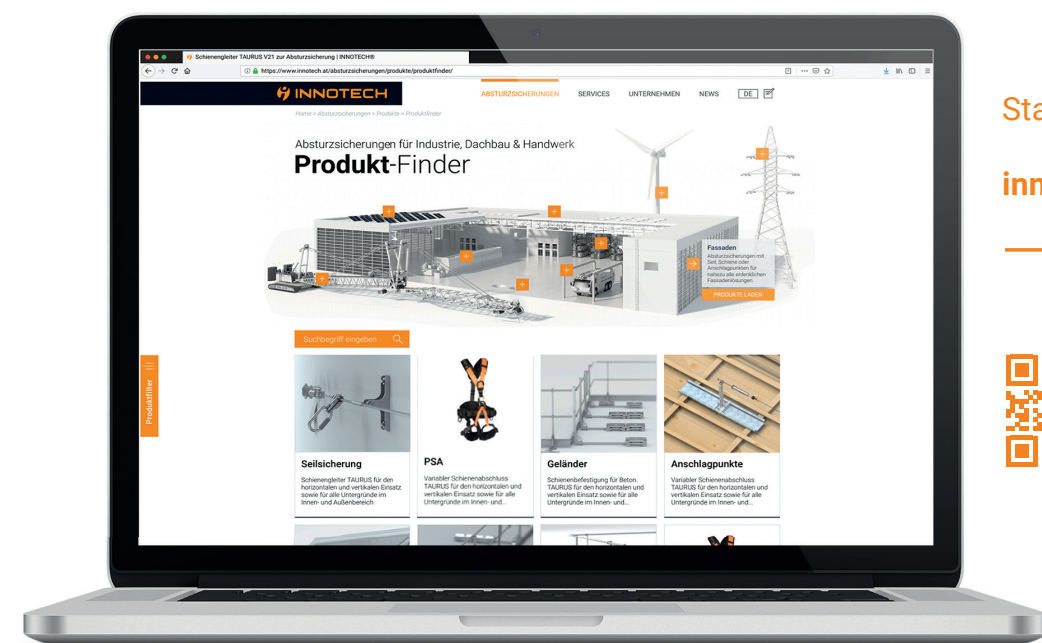 Schienengleiter TAURUS V21 zur Absturzsicherung | INNOTECH®
https://www.innotech.at/absturzsicherungen/produkte/produktfinder/
INNOTECH
ABSTURZSICHERUNGEN SERVICES UNTERNEHMEN NEWS DE
Home > Absturzsicherungen > Produkte > Produktfinder
Absturzsicherungen für Industrie, Dachbau & Handwerk
Produkt-Finder
Fassaden
Absturzsicherungen mit
Seil, Schiene oder
Anschlagpunkten für
nahezu alle erdenklichen
Fassadenlösungen.
PRODUKTE LADEN
Suchbegriff eingeben
Produktfilter
Seilsicherung
Schienengleiter TAURUS für den
horizontalen und vertikalen Einsatz
sowie für alle Untergründe im
Innen- und Außenbereich
PSA
Variabler Schienenabschluss
TAURUS für den horizontalen und
vertikalen Einsatz sowie für alle
Untergründe im Innen- und...
Geländer
Schienenbefestigung für Beton.
TAURUS für den horizontalen und
vertikalen Einsatz sowie für alle
Untergründe im Innen- und...
Anschlagpunkte
Variabler Schienenabschluss
TAURUS für den horizontalen und
vertikalen Einsatz sowie für alle
Untergründe im Innen- und...
Sta
inn